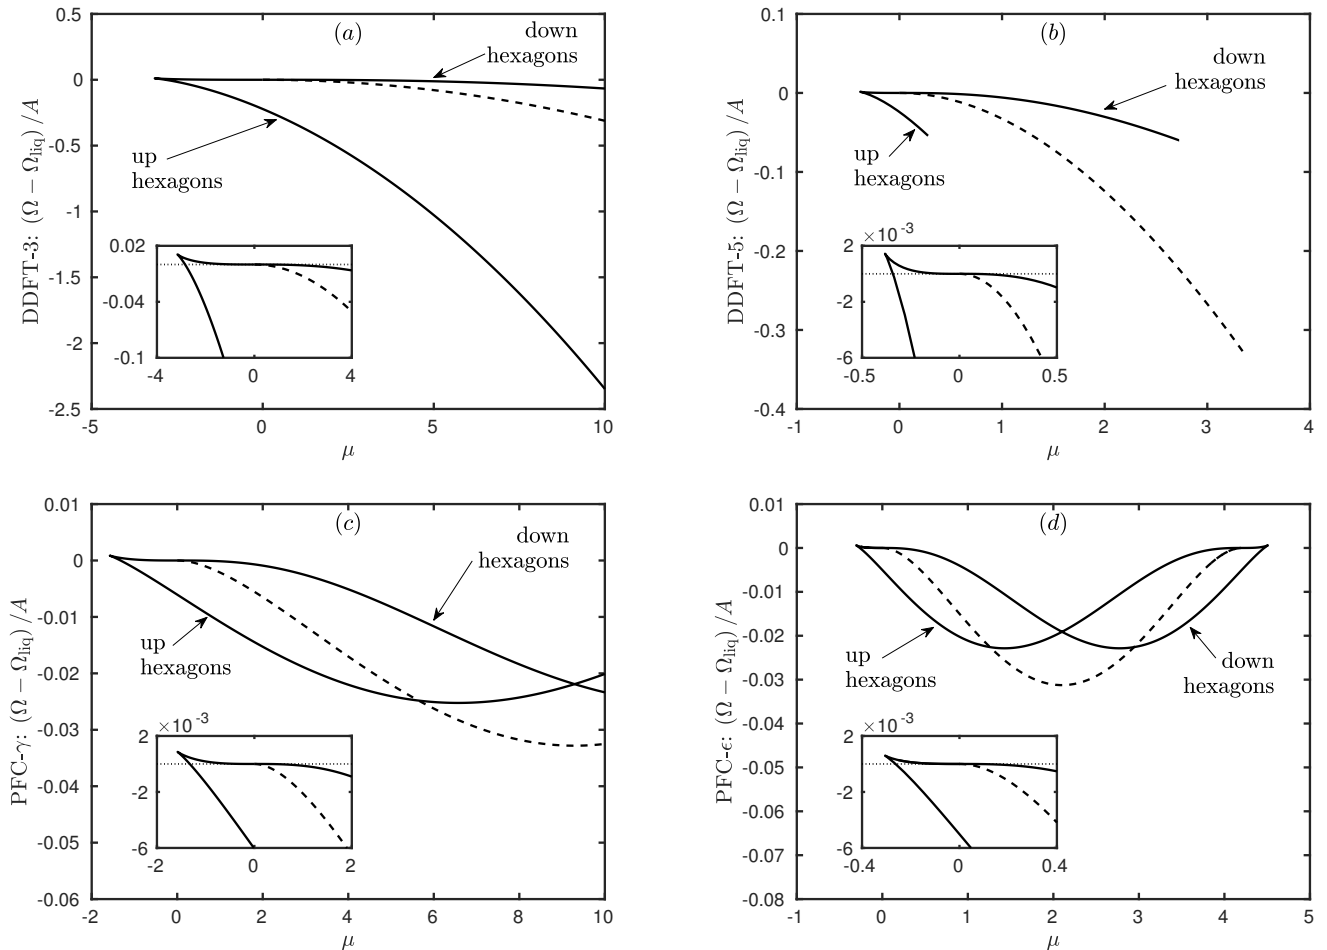 (a)
DDFT-3: (Ω − Ω_liq) /A
0.5
0
-0.5
-1
-1.5
-2
-2.5
down
hexagons
up
hexagons
0.02
-0.04
-0.1
-4
0
4
-5
0
5
10
μ
(b)
DDFT-5: (Ω − Ω_liq) /A
0.1
0
-0.1
-0.2
-0.3
-0.4
down
hexagons
up
hexagons
×10⁻³
2
-2
-6
-0.5
0
0.5
-1
0
1
2
3
4
μ
(c)
PFC-γ: (Ω − Ω_liq) /A
0.01
0
-0.01
-0.02
-0.03
-0.04
-0.05
-0.06
down
hexagons
up
hexagons
×10⁻³
2
-2
-6
-2
0
2
-2
0
2
4
6
8
10
μ
(d)
PFC-ϵ: (Ω − Ω_liq) /A
0.01
0
-0.01
-0.02
-0.03
-0.04
-0.05
-0.06
-0.07
-0.08
up
hexagons
down
hexagons
×10⁻³
2
-2
-6
-0.4
0
0.4
-1
0
1
2
3
4
5
μ